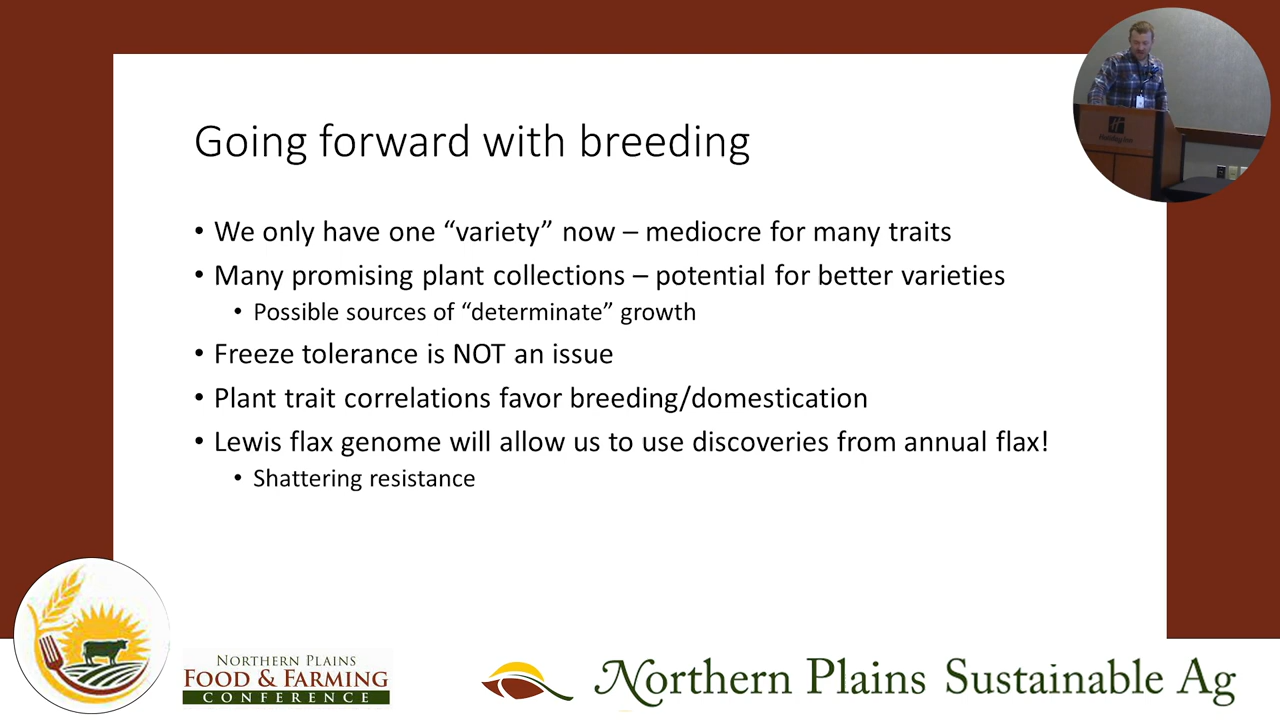 Going forward with breeding
• We only have one “variety” now – mediocre for many traits
• Many promising plant collections – potential for better varieties
• Possible sources of “determinate” growth
• Freeze tolerance is NOT an issue
• Plant trait correlations favor breeding/domestication
• Lewis flax genome will allow us to use discoveries from annual flax!
• Shattering resistance
Holiday Inn
NORTHERN PLAINS
FOOD & FARMING
CONFERENCE
Northern Plains Sustainable Ag